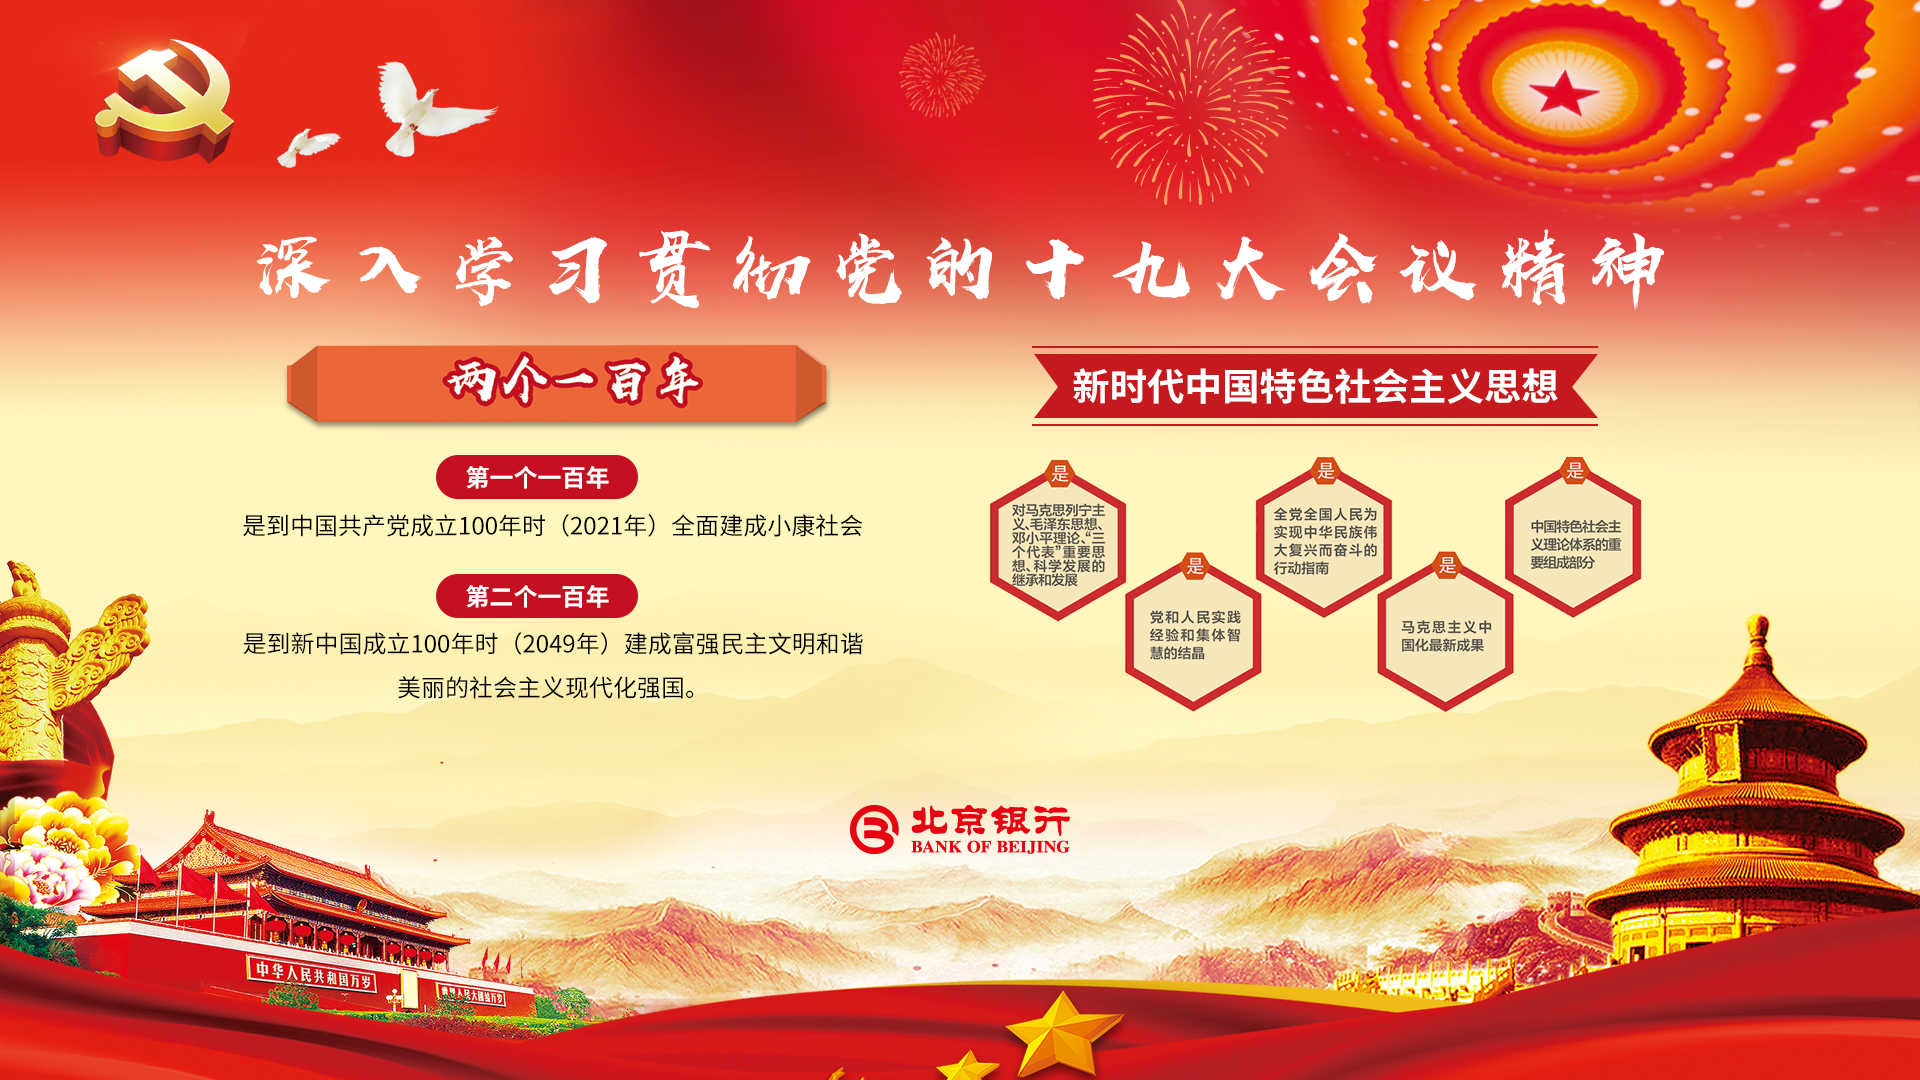 深入学习贯彻党的十九大会议精神
两个一百年
第一个一百年
是到中国共产党成立100年时（2021年）全面建成小康社会
第二个一百年
是到新中国成立100年时（2049年）建成富强民主文明和谐
美丽的社会主义现代化强国。
新时代中国特色社会主义思想
是
对马克思列宁主
义、毛泽东思想、
邓小平理论、“三
个代表”重要思
想、科学发展的
继承和发展
是
党和人民实践
经验和集体智
慧的结晶
是
全党全国人民为
实现中华民族伟
大复兴而奋斗的
行动指南
是
马克思主义中
国化最新成果
是
中国特色社会主
义理论体系的重
要组成部分
北京银行
BANK OF BEIJING
中华人民共和国万岁
世界人民大团结万岁